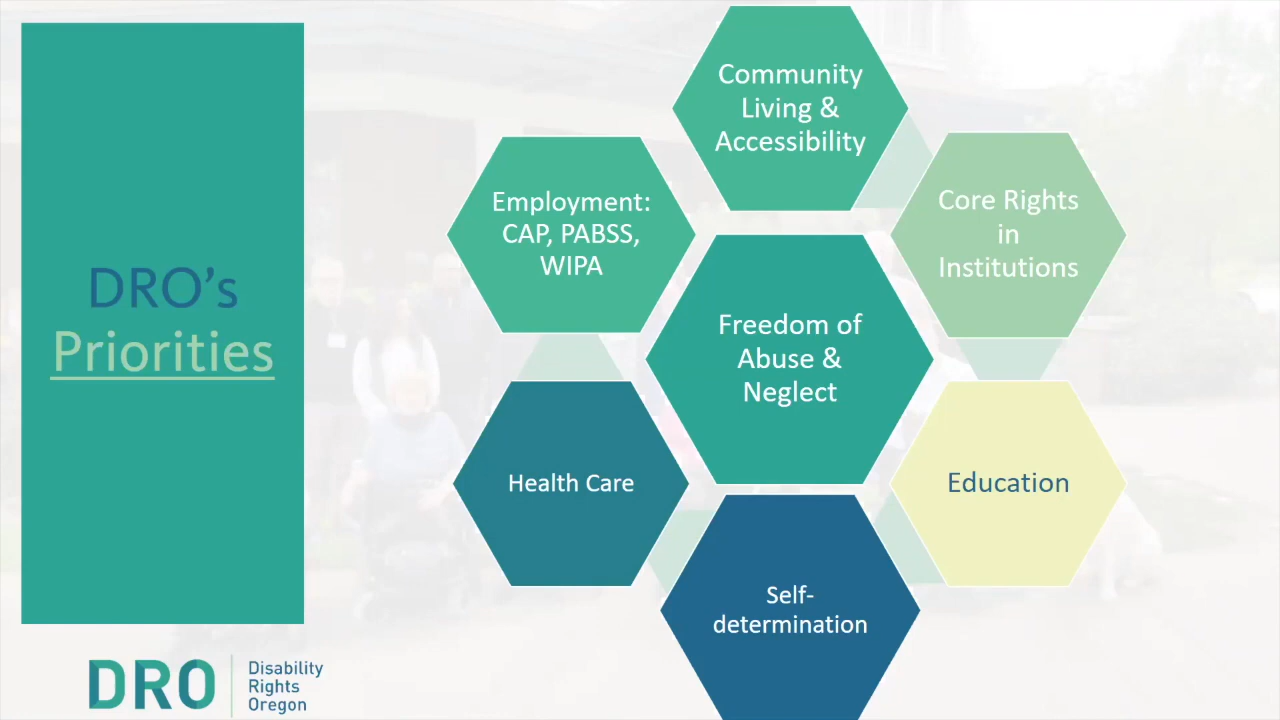 DRO's
Priorities
Community
Living &
Accessibility
Employment:
CAP, PABSS,
WIPA
Core Rights
in
Institutions
Freedom of
Abuse &
Neglect
Health Care
Education
Self-
determination
DRO
Disability
Rights
Oregon